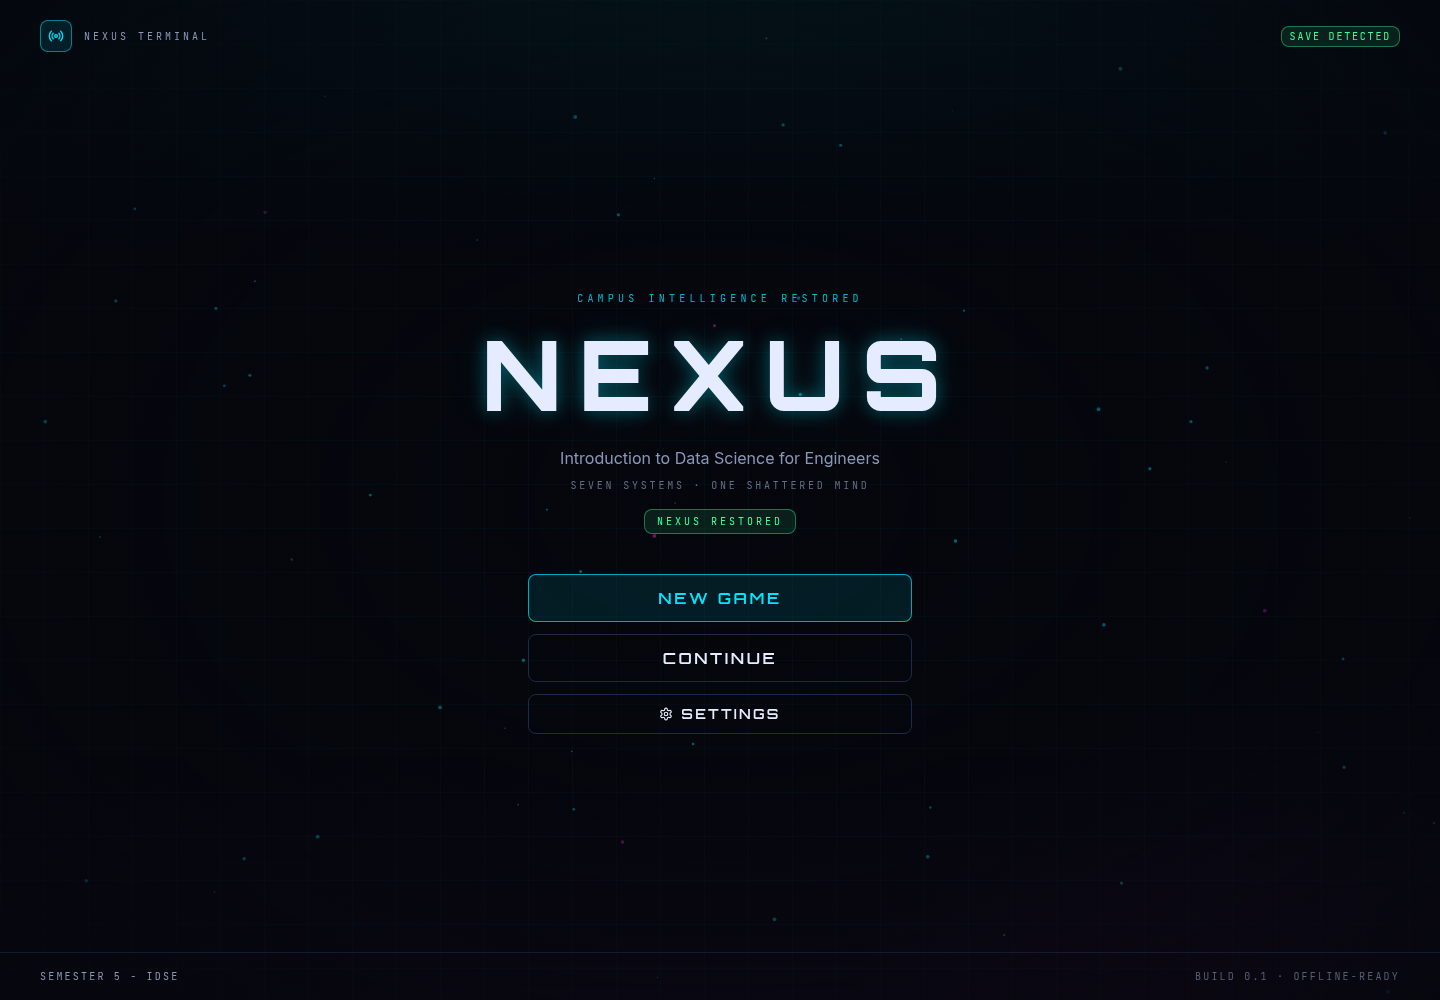 NEXUS TERMINAL
SAVE DETECTED
CAMPUS INTELLIGENCE RESTORED
NEXUS
Introduction to Data Science for Engineers
SEVEN SYSTEMS · ONE SHATTERED MIND
NEXUS RESTORED
NEW GAME
CONTINUE
SETTINGS
SEMESTER 5 - IDSE
BUILD 0.1 · OFFLINE-READY